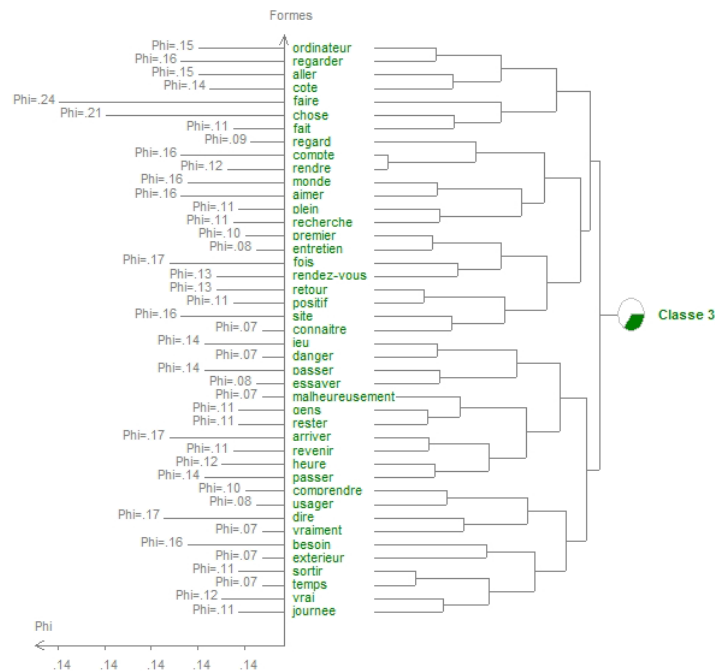 Formes
Phi=.15 ordinateur
Phi=.16 regarder
Phi=.15 aller
Phi=.14 cote
Phi=.24 faire
Phi=.21 chose
Phi=.11 fait
Phi=.09 regard
Phi=.16 compte
Phi=.12 rendre
Phi=.16 monde
Phi=.16 aimer
Phi=.11 plein
Phi=.11 recherche
Phi=.10 premier
Phi=.08 entretien
Phi=.17 fois
Phi=.13 rendez-vous
Phi=.13 retour
Phi=.11 positif
Phi=.16 site
Phi=.07 connaitre
Classe 3
Phi=.14 jeu
Phi=.07 danger
Phi=.14 passer
Phi=.08 essayer
Phi=.07 malheureusement
Phi=.11 gens
Phi=.11 rester
Phi=.17 arriver
Phi=.11 revenir
Phi=.12 heure
Phi=.14 passer
Phi=.10 comprendre
Phi=.08 usager
Phi=.17 dire
Phi=.07 vraiment
Phi=.16 besoin
Phi=.07 exterieur
Phi=.11 sortir
Phi=.07 temps
Phi=.12 vrai
Phi=.11 journee
Phi
.14 .14 .14 .14 .14